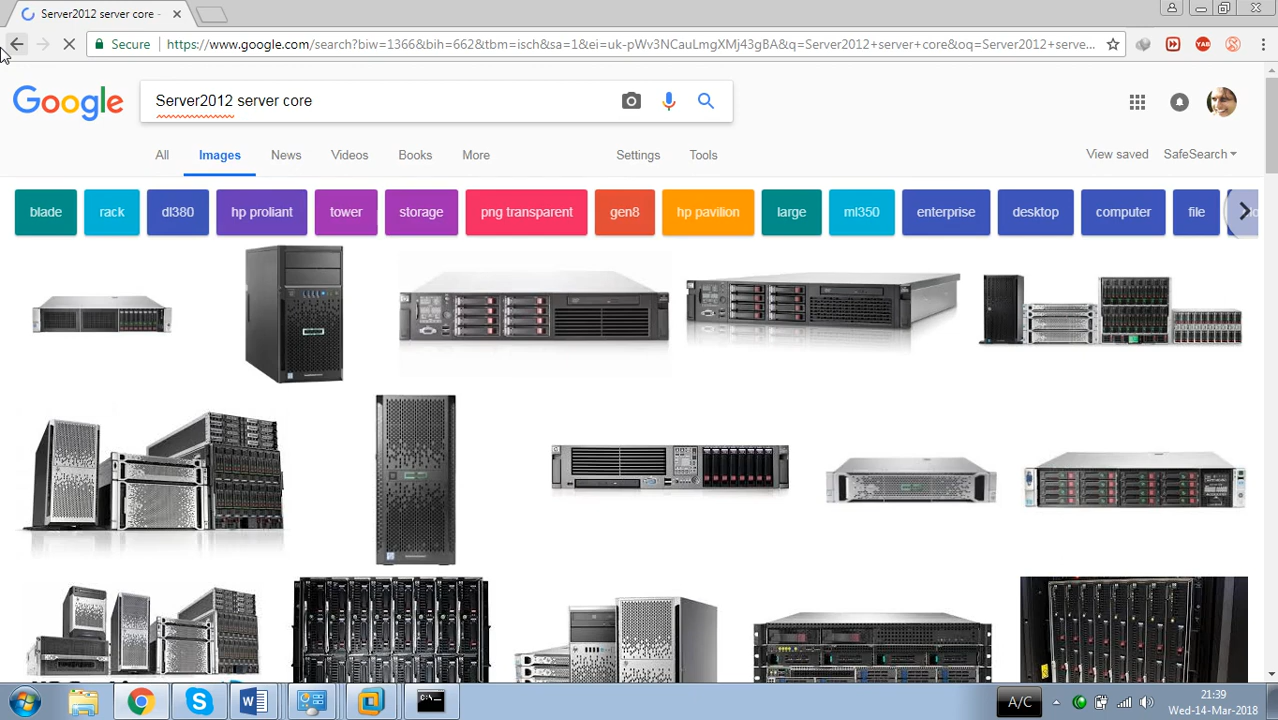 Server2012 server core -
Secure
https://www.google.com/search?biw=1366&bih=662&tbm=isch&sa=1&ei=uk-pWv3NCauLmgXMj43gBA&q=Server2012+server+core&oq=Server2012+serve...
YAB
Google
Server2012 server core
All Images News Videos Books More Settings Tools View saved SafeSearch
blade rack dl380 hp proliant tower storage png transparent gen8 hp pavilion large ml350 enterprise desktop computer file
A/C
21:39
Wed-14-Mar-2018